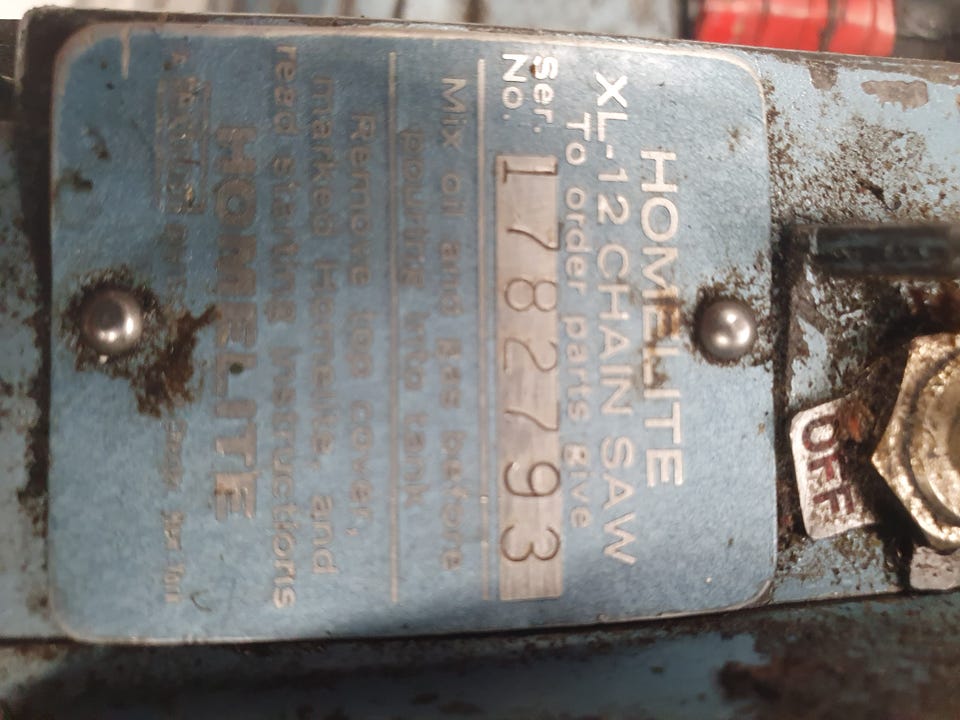 HOMELITE
XL-12 CHAIN SAW
To order parts give
Ser.
No. 1782793
Mix oil and gas before
pouring into tank
Remove top cover,
marked Homelite, and
read starting instructions
HOMELITE
OFF